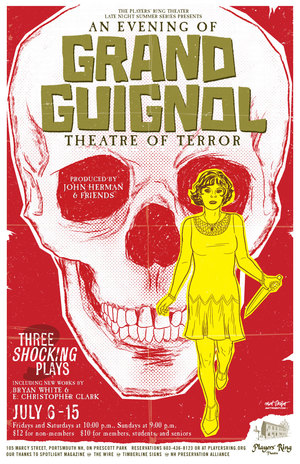 THE PLAYERS' RING THEATER
LATE NIGHT SUMMER SERIES PRESENTS
AN EVENING OF
GRAND
GUIGNOL
THEATRE OF TERROR
PRODUCED BY
JOHN HERMAN
& FRIENDS
THREE
SHOCKING
PLAYS
3
INCLUDING NEW WORKS BY
BRYAN WHITE &
E. CHRISTOPHER CLARK
JULY 6-15
Fridays and Saturdays at 10:00 p.m., Sundays at 9:00 p.m.
$12 for non-members $10 for members, students, and seniors
Players' Ring
Theatre
105 MARCY STREET, PORTSMOUTH NH, ON PRESCOTT PARK RESERVATIONS 603-436-8123 OR AT PLAYERSRING.ORG
OUR THANKS TO SPOTLIGHT MAGAZINE THE WIRE TIMBERLINE SIGNS NH PRESERVATION ALLIANCE